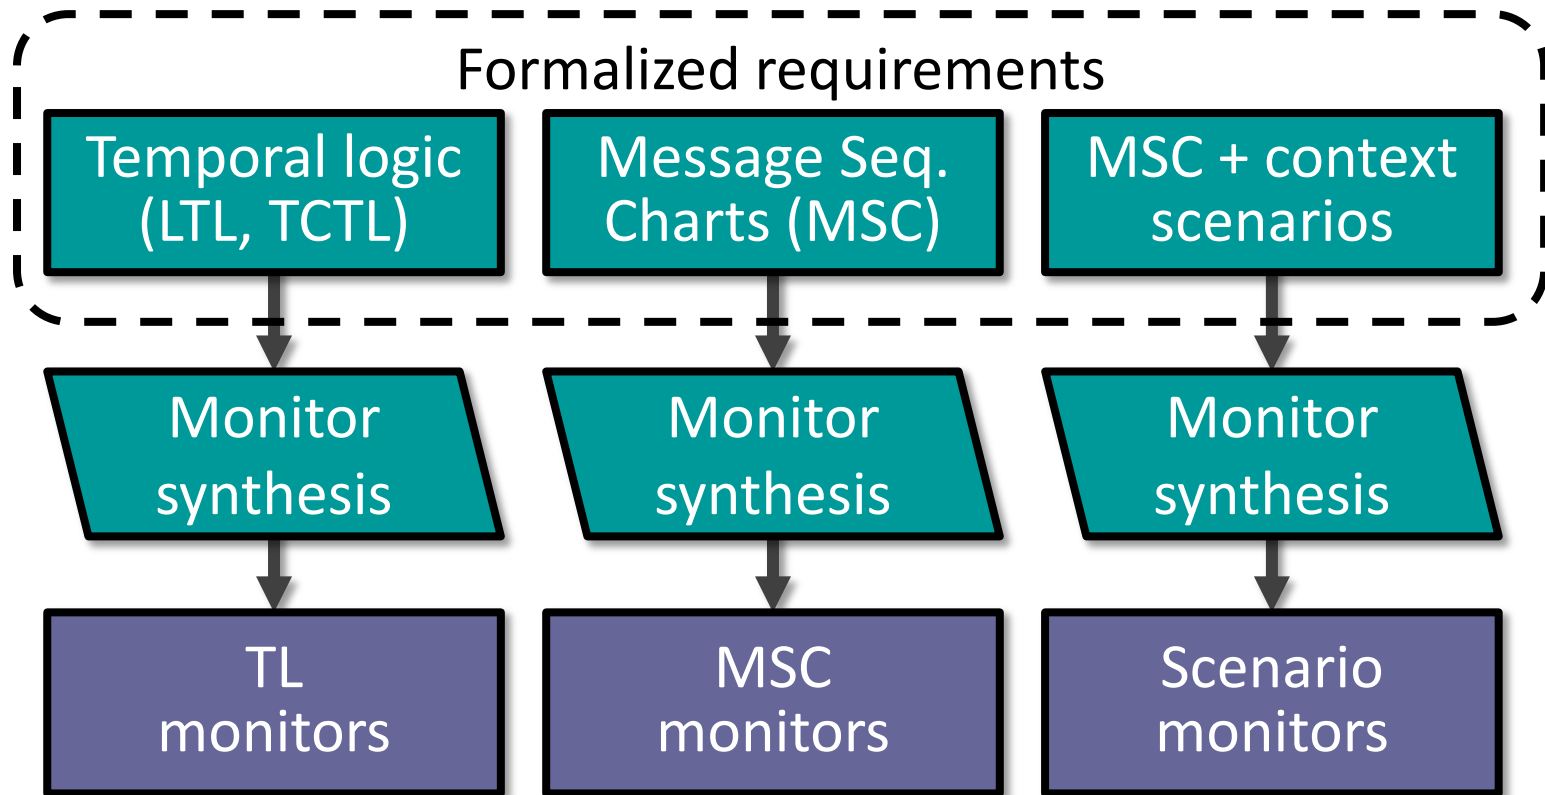 Formalized requirements
Temporal logic
(LTL, TCTL)
Message Seq.
Charts (MSC)
MSC + context
scenarios
Monitor
synthesis
Monitor
synthesis
Monitor
synthesis
TL
monitors
MSC
monitors
Scenario
monitors